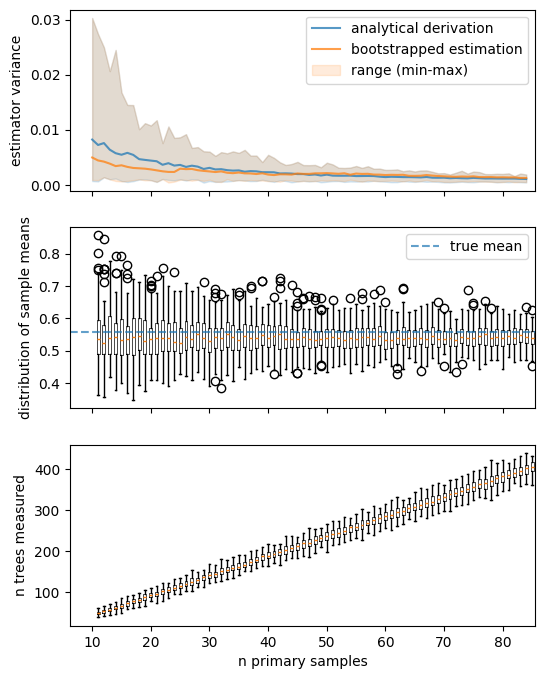 0.03
0.02
0.01
0.00
estimator variance
analytical derivation
bootstrapped estimation
range (min-max)
0.8
0.7
0.6
0.5
0.4
distribution of sample means
true mean
400
300
200
100
n trees measured
10 20 30 40 50 60 70 80
n primary samples